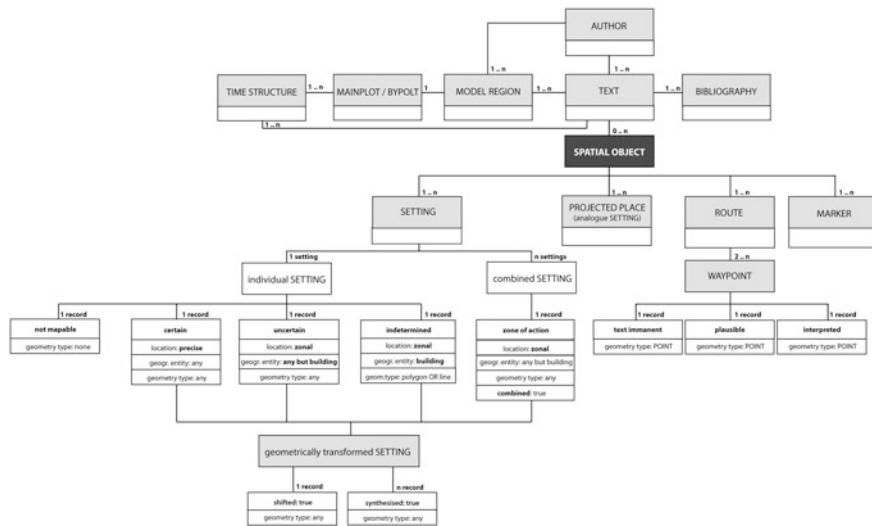 AUTHOR
1 .. n
1 .. n
1 .. n
1
1 .. n
1 .. n
TIME STRUCTURE
MAINPLOT / BYPOLT
MODEL REGION
TEXT
BIBLIOGRAPHY
1 .. n
0 .. n
SPATIAL OBJECT
1 .. n
1 .. n
1 .. n
1 .. n
SETTING
PROJECTED PLACE
(analogue SETTING)
ROUTE
MARKER
2 .. n
1 setting
n settings
individual SETTING
combined SETTING
WAYPOINT
1 record
1 record
1 record
1 record
1 record
1 record
1 record
1 record
not mapable
geometry type: none
certain
location: precise
geogr. entity: any
geometry type: any
uncertain
location: zonal
geogr. entity: any but building
geometry type: any
indetermined
location: zonal
geogr. entity: building
geom.type: polygon OR line
zone of action
location: zonal
geogr. entity: any but building
geometry type: any
combined: true
text immanent
geometry type: POINT
plausible
geometry type: POINT
interpreted
geometry type: POINT
geometrically transformed SETTING
1 record
n record
shifted: true
geometry type: any
synthesised: true
geometry type: any